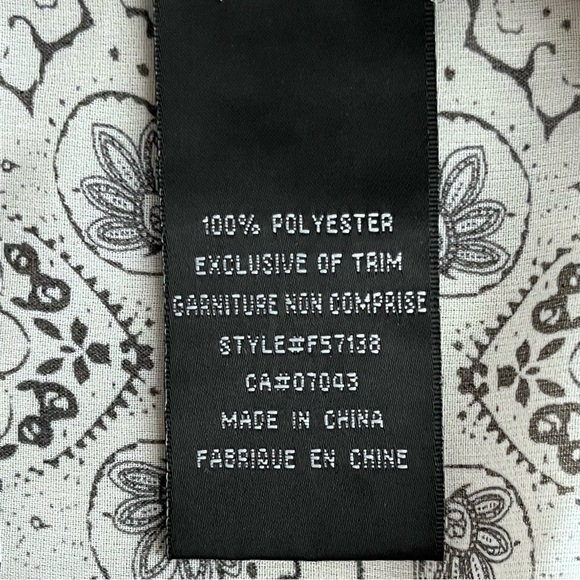 100% POLYESTER
EXCLUSIVE OF TRIM
GARNITURE NON COMPRISE
STYLE#F57138
CA#07043
MADE IN CHINA
FABRIQUE EN CHINE